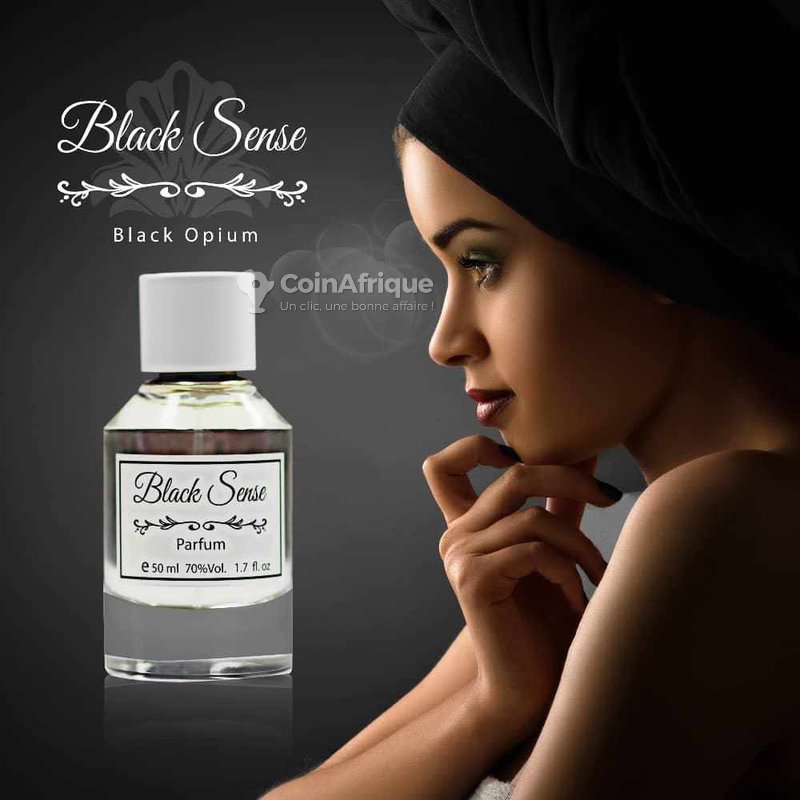 Black Sense
Black Opium
CoinAfrique
Un clic, une bonne affaire !
Black Sense
Parfum
e 50 ml 70%Vol. 1.7 fl. oz